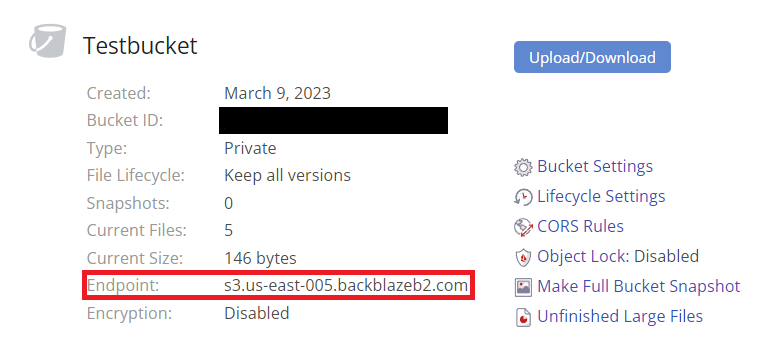 Testbucket
Upload/Download
Created: March 9, 2023
Bucket ID:
Type: Private
File Lifecycle: Keep all versions
Snapshots: 0
Current Files: 5
Current Size: 146 bytes
Endpoint: s3.us-east-005.backblazeb2.com
Encryption: Disabled
Bucket Settings
Lifecycle Settings
CORS Rules
Object Lock: Disabled
Make Full Bucket Snapshot
Unfinished Large Files